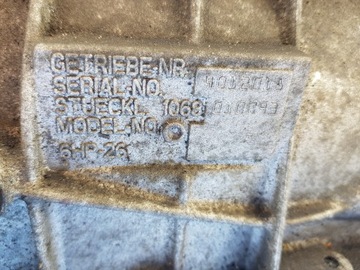 GETRIEBE-NR.
SERIAL-NO.
STUECKL. 1068
MODEL-NO.
6HP-26